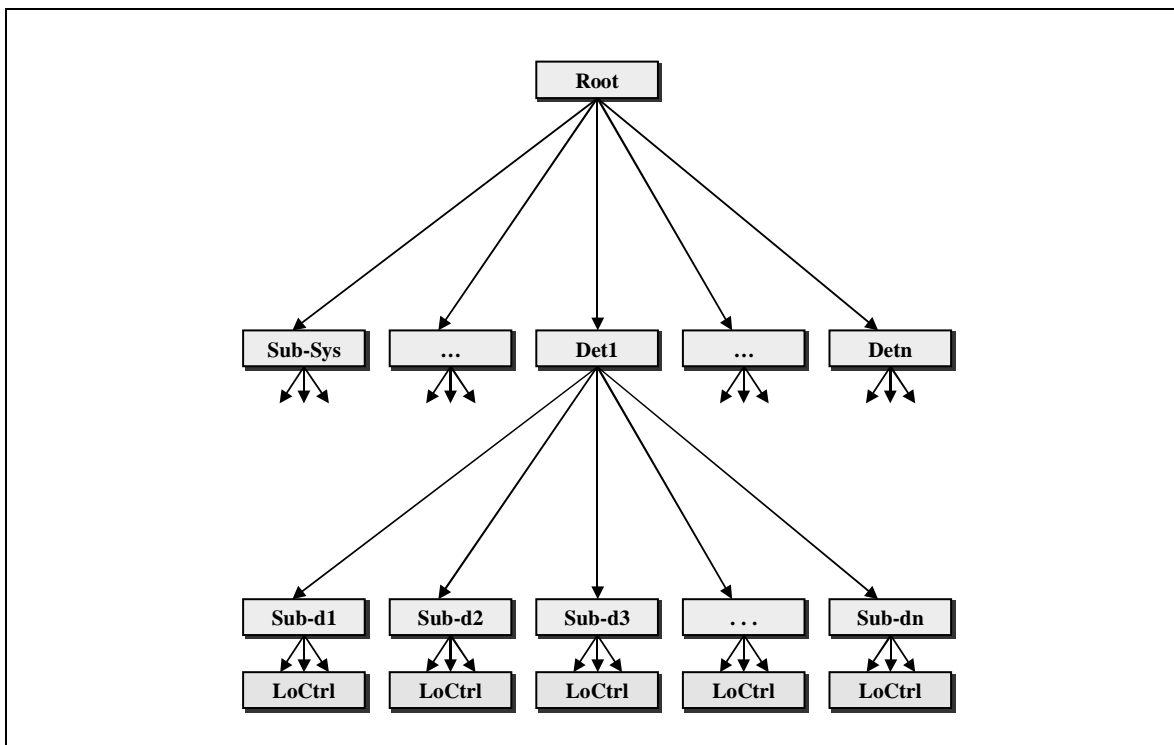 Root
Sub-Sys
…
Det1
…
Detn
Sub-d1
Sub-d2
Sub-d3
. . .
Sub-dn
LoCtrl
LoCtrl
LoCtrl
LoCtrl
LoCtrl